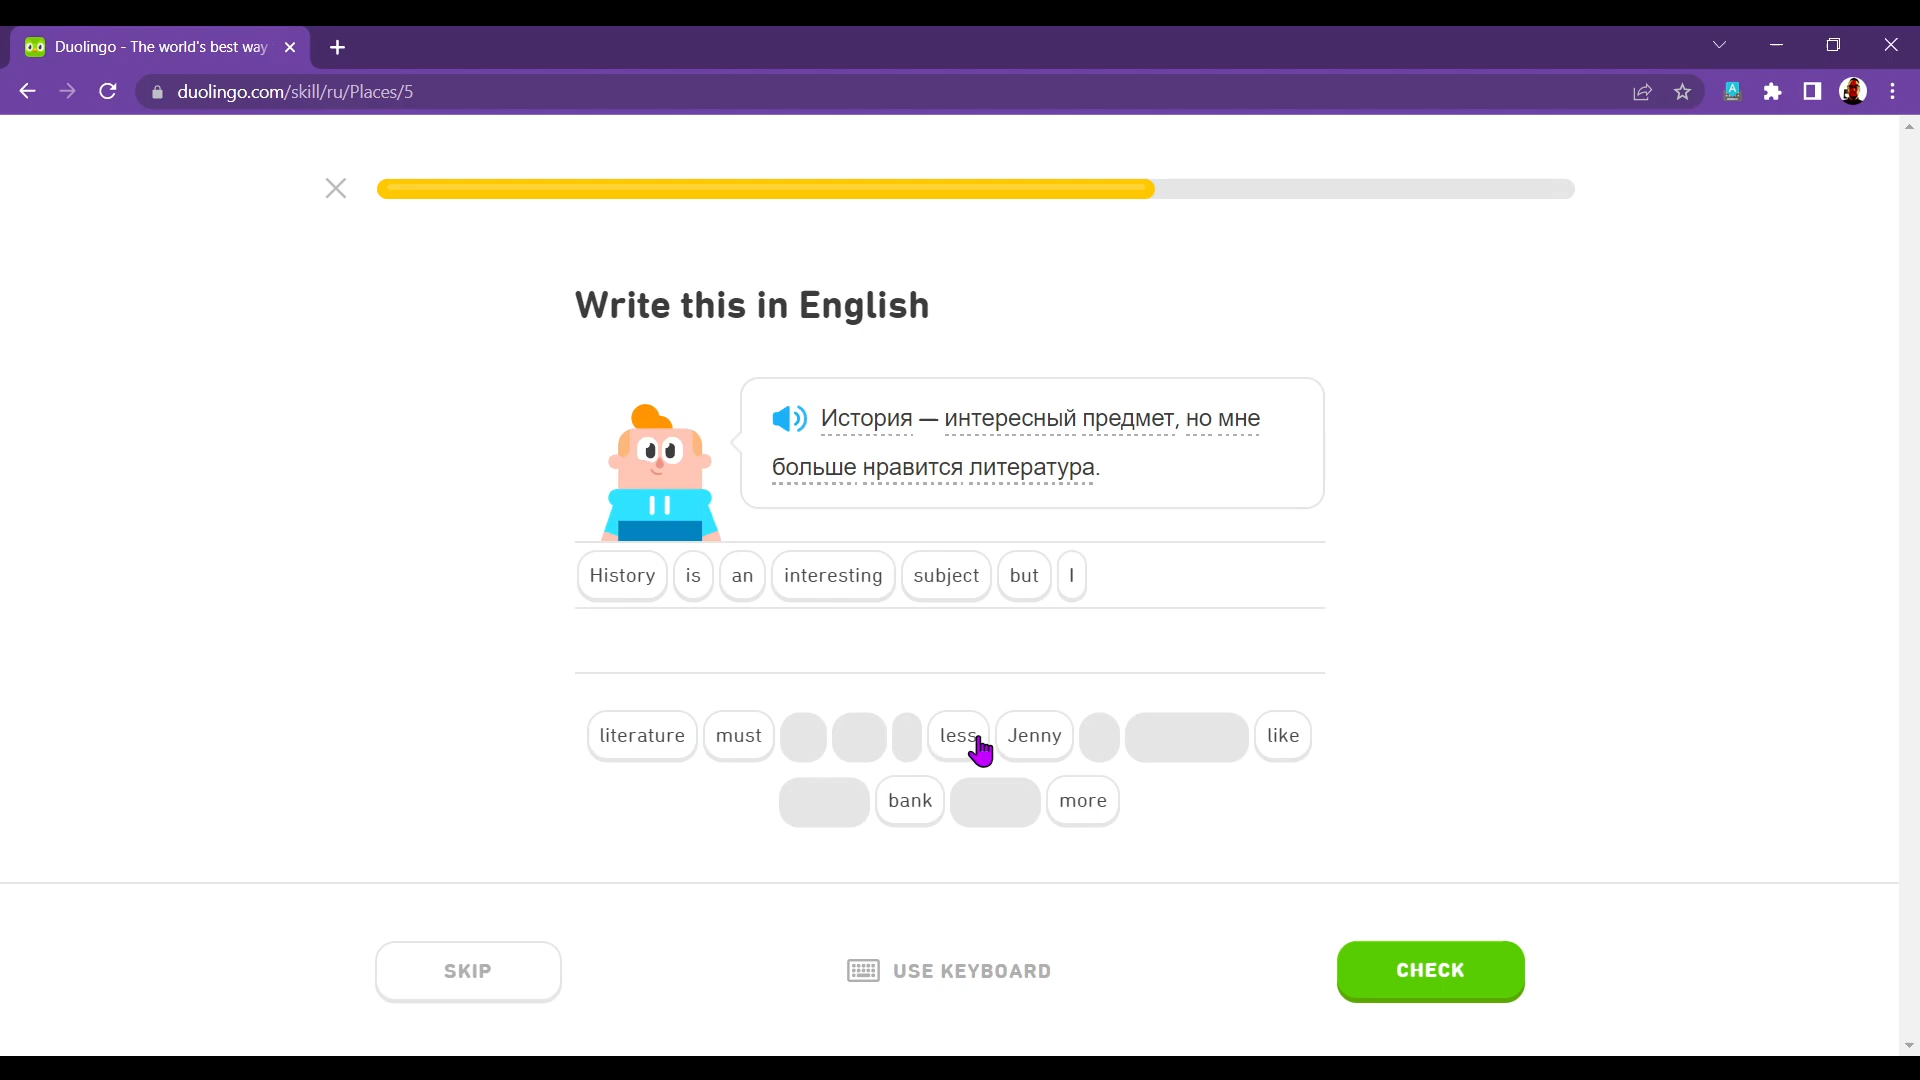 Duolingo - The world's best way
duolingo.com/skill/ru/Places/5
Write this in English
История — интересный предмет, но мне
больше нравится литература.
History is an interesting subject but I
literature must less Jenny like
bank more
SKIP USE KEYBOARD CHECK